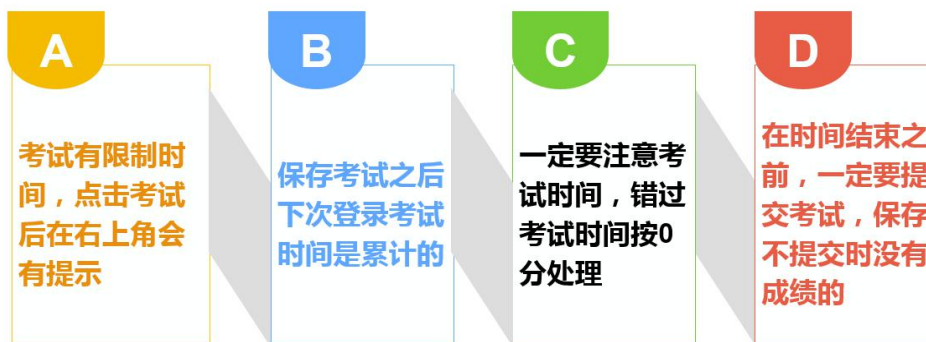 A
考试有限制时
间，点击考试
后在右上角会
有提示
B
保存考试之后
下次登录考试
时间是累计的
C
一定要注意考
试时间，错过
考试时间按0
分处理
D
在时间结束之
前，一定要提
交考试，保存
不提交时没有
成绩的